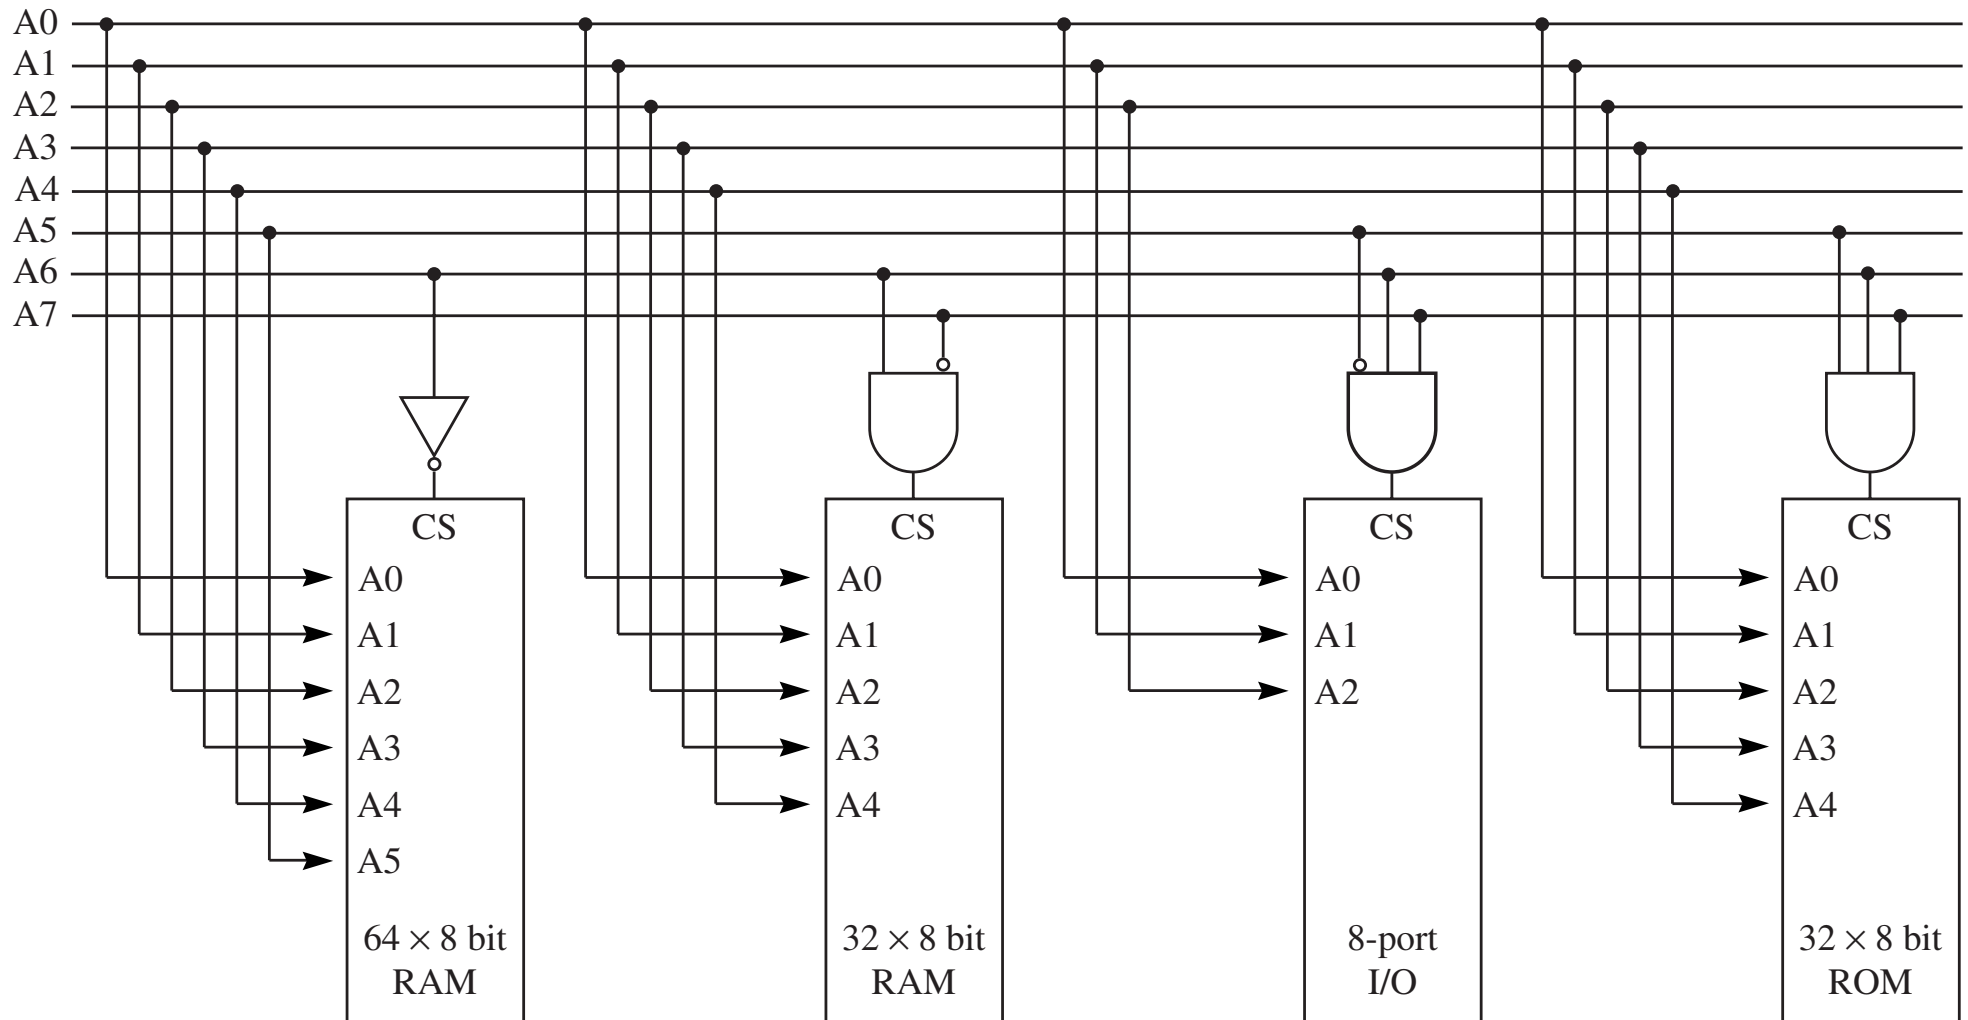 A0
A1
A2
A3
A4
A5
A6
A7
CS
A0
A1
A2
A3
A4
A5
64 × 8 bit
RAM
CS
A0
A1
A2
A3
A4
32 × 8 bit
RAM
CS
A0
A1
A2
8-port
I/O
CS
A0
A1
A2
A3
A4
32 × 8 bit
ROM